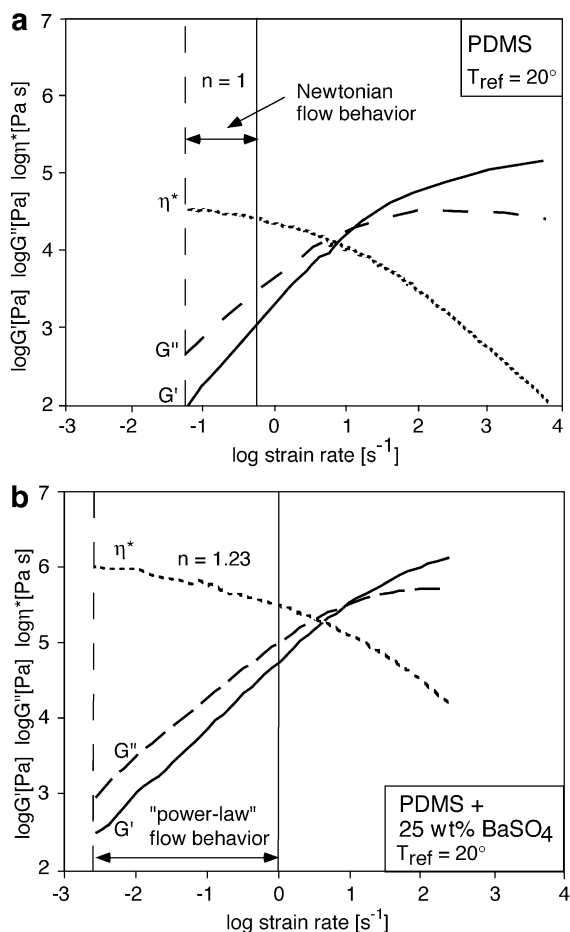 a
7
6
5
4
3
2
logG'[Pa] logG"[Pa] logη*[Pa s]
PDMS
Tref = 20°
n = 1
Newtonian
flow behavior
η*
G"
G'
-3 -2 -1 0 1 2 3 4
log strain rate [s-1]
b
7
6
5
4
3
2
logG'[Pa] logG"[Pa] logη*[Pa s]
η*
n = 1.23
G"
G'
"power-law"
flow behavior
PDMS +
25 wt% BaSO4
Tref = 20°
-3 -2 -1 0 1 2 3 4
log strain rate [s-1]